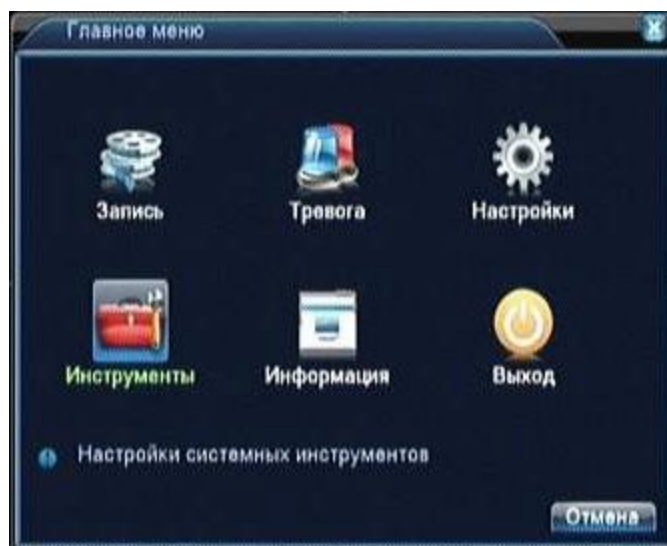 Главное меню
Запись Тревога Настройки
Инструменты Информация Выход
Настройки системных инструментов
Отмена